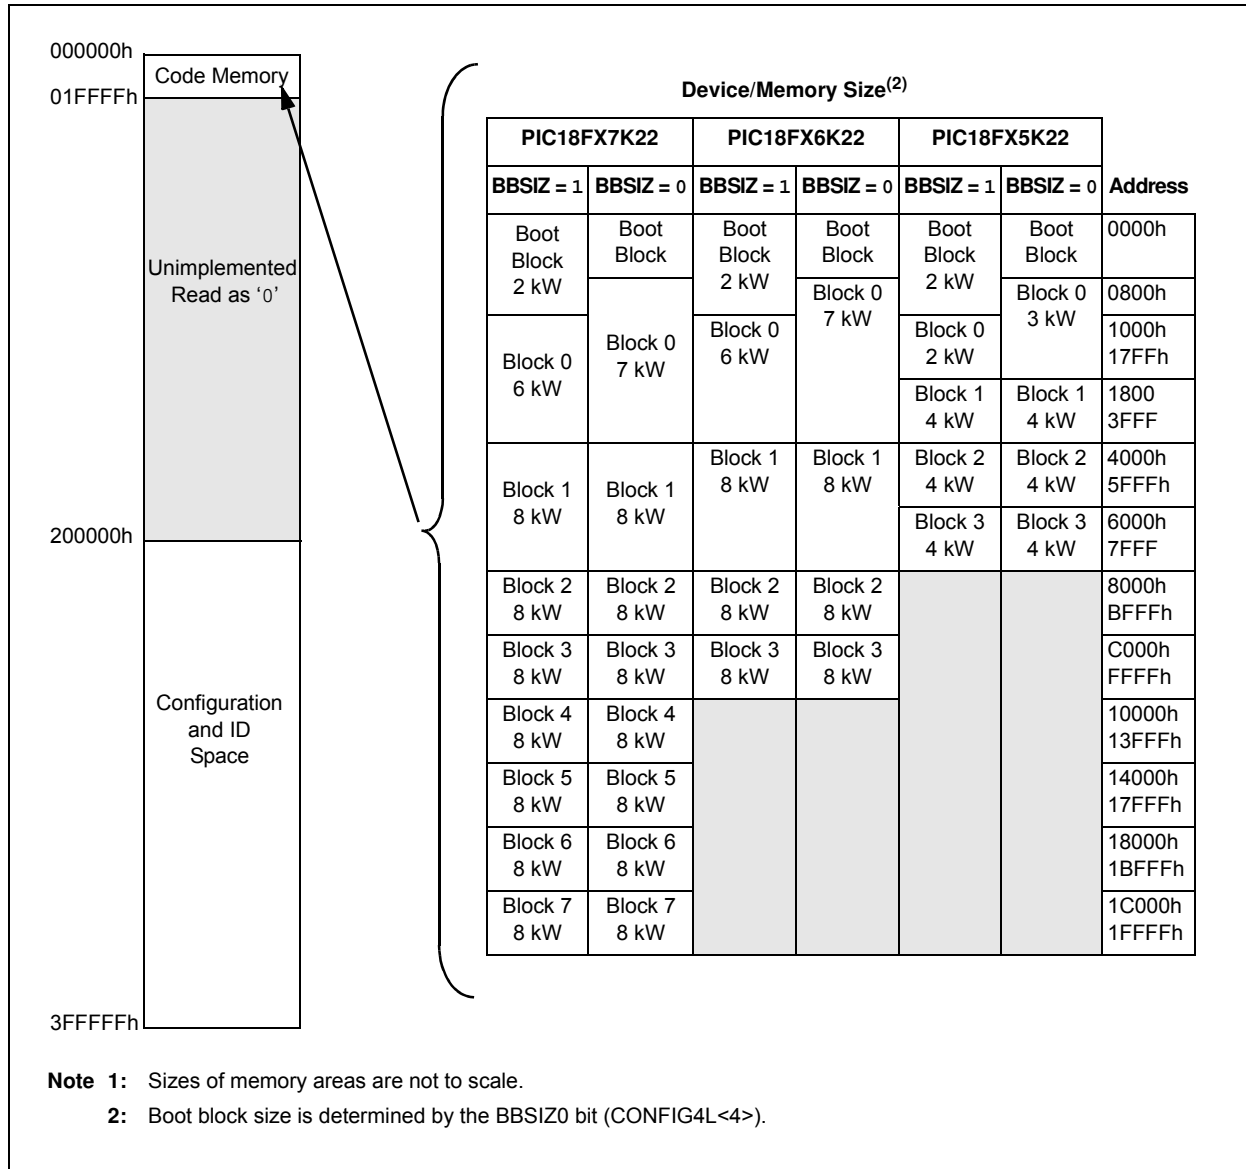 000000h
Code Memory
01FFFFh
Unimplemented
Read as ‘0’
200000h
Configuration
and ID
Space
3FFFFFh
Device/Memory Size(2)
PIC18FX7K22 PIC18FX6K22 PIC18FX5K22
BBSIZ = 1 BBSIZ = 0 BBSIZ = 1 BBSIZ = 0 BBSIZ = 1 BBSIZ = 0 Address
Boot Boot Boot Boot Boot Boot 0000h
Block Block Block Block Block Block
2 kW 2 kW Block 0 2 kW Block 0 0800h
7 kW 3 kW
Block 0 Block 0 Block 0 Block 0 1000h
6 kW 7 kW 6 kW 2 kW 17FFh
Block 1 Block 1 1800
4 kW 4 kW 3FFF
Block 1 Block 1 Block 1 Block 1 Block 2 Block 2 4000h
8 kW 8 kW 8 kW 8 kW 4 kW 4 kW 5FFFh
Block 3 Block 3 6000h
4 kW 4 kW 7FFF
Block 2 Block 2 Block 2 Block 2 8000h
8 kW 8 kW 8 kW 8 kW BFFFh
Block 3 Block 3 Block 3 Block 3 C000h
8 kW 8 kW 8 kW 8 kW FFFFh
Block 4 Block 4 10000h
8 kW 8 kW 13FFFh
Block 5 Block 5 14000h
8 kW 8 kW 17FFFh
Block 6 Block 6 18000h
8 kW 8 kW 1BFFFh
Block 7 Block 7 1C000h
8 kW 8 kW 1FFFFh
Note 1: Sizes of memory areas are not to scale.
2: Boot block size is determined by the BBSIZ0 bit (CONFIG4L<4>).